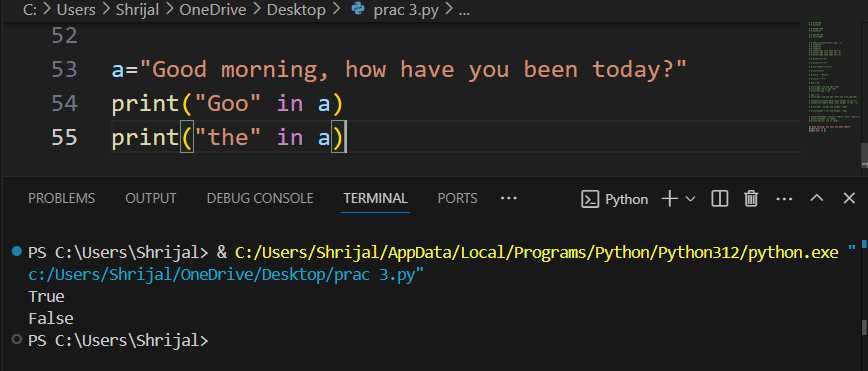 C: > Users > Shrijal > OneDrive > Desktop > prac 3.py > ...
52
53 a="Good morning, how have you been today?"
54 print("Goo" in a)
55 print("the" in a)
PROBLEMS OUTPUT DEBUG CONSOLE TERMINAL PORTS ... Python
PS C:\Users\Shrijal> & C:/Users/Shrijal/AppData/Local/Programs/Python/Python312/python.exe "
c:/Users/Shrijal/OneDrive/Desktop/prac 3.py"
True
False
PS C:\Users\Shrijal>